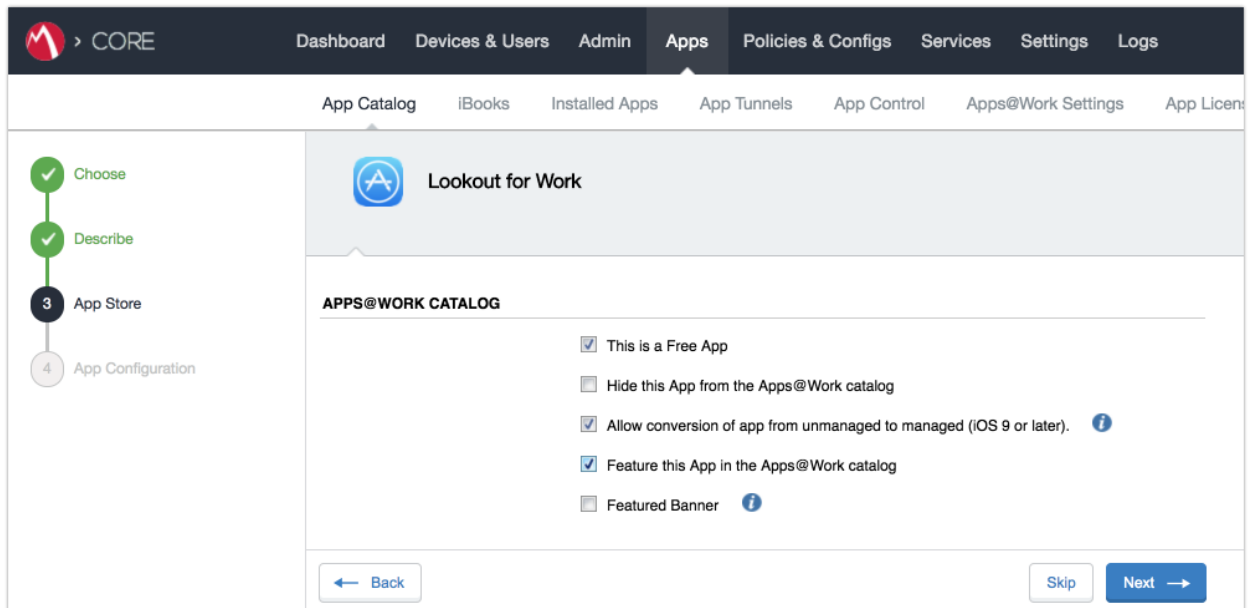 › CORE Dashboard Devices & Users Admin Apps Policies & Configs Services Settings Logs
App Catalog iBooks Installed Apps App Tunnels App Control Apps@Work Settings App Licens
Choose
Describe
3 App Store
4 App Configuration
Lookout for Work
APPS@WORK CATALOG
This is a Free App
Hide this App from the Apps@Work catalog
Allow conversion of app from unmanaged to managed (iOS 9 or later). i
Feature this App in the Apps@Work catalog
Featured Banner i
← Back Skip Next →